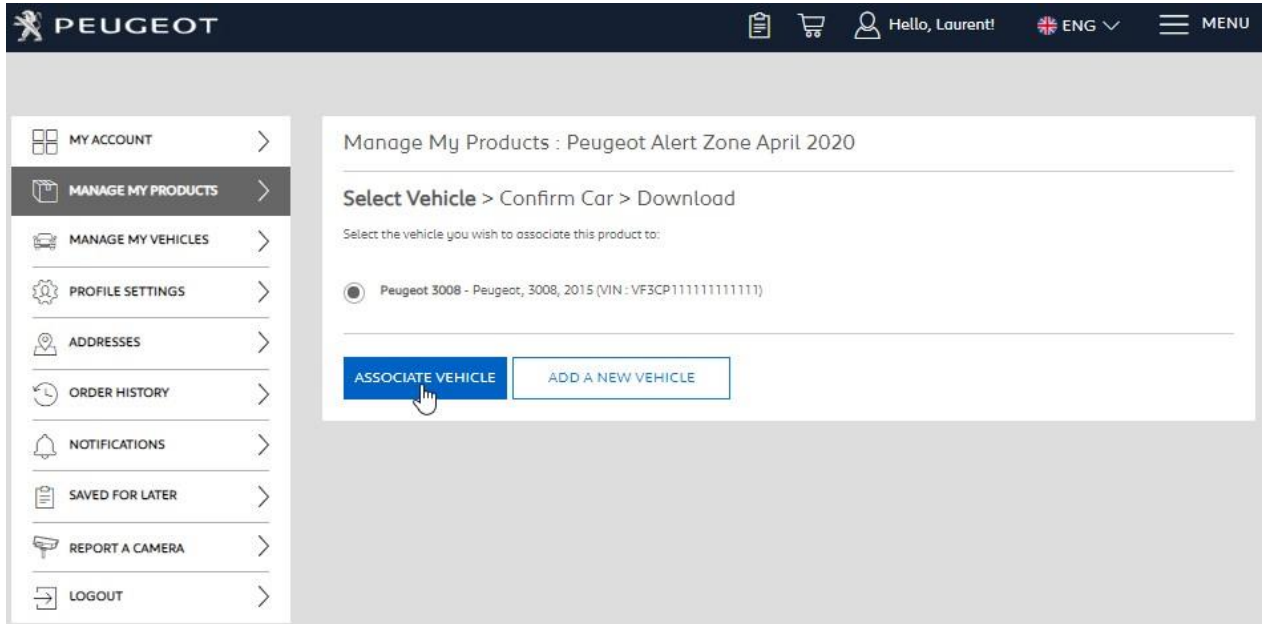 PEUGEOT
Hello, Laurent!
ENG
MENU
MY ACCOUNT
MANAGE MY PRODUCTS
MANAGE MY VEHICLES
PROFILE SETTINGS
ADDRESSES
ORDER HISTORY
NOTIFICATIONS
SAVED FOR LATER
REPORT A CAMERA
LOGOUT
Manage My Products : Peugeot Alert Zone April 2020
Select Vehicle > Confirm Car > Download
Select the vehicle you wish to associate this product to:
Peugeot 3008 - Peugeot, 3008, 2015 (VIN : VF3CP111111111111)
ASSOCIATE VEHICLE
ADD A NEW VEHICLE